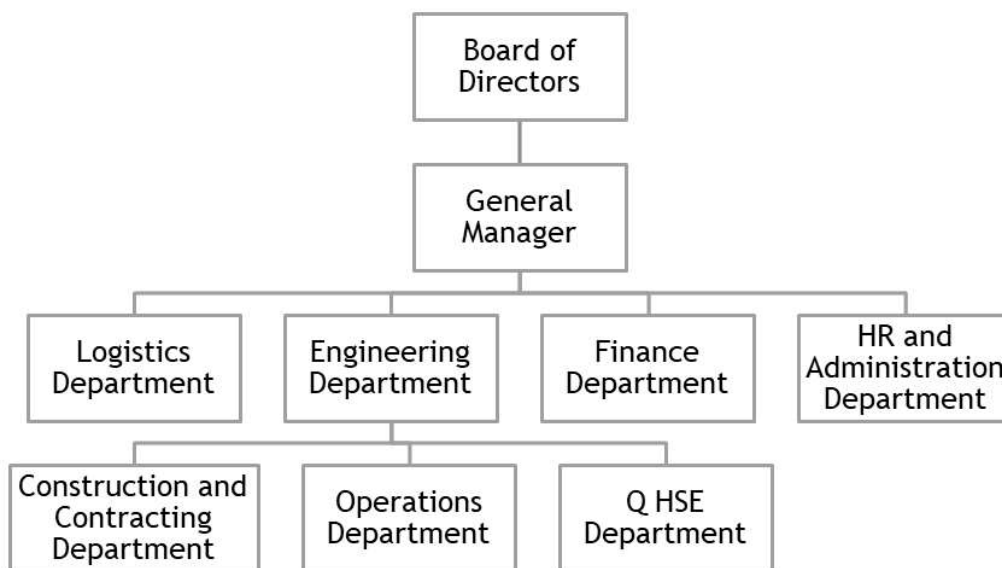 Board of
Directors
General
Manager
Logistics
Department
Engineering
Department
Finance
Department
HR and
Administration
Department
Construction and
Contracting
Department
Operations
Department
Q HSE
Department